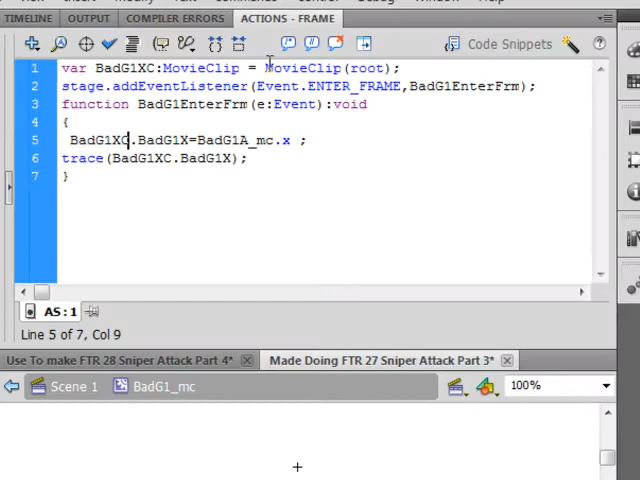 TIMELINE OUTPUT COMPILER ERRORS ACTIONS - FRAME
Code Snippets
1 var BadG1XC:MovieClip = MovieClip(root);
2 stage.addEventListener(Event.ENTER_FRAME,BadG1EnterFrm);
3 function BadG1EnterFrm(e:Event):void
4 {
5 BadG1XC.BadG1X=BadG1A_mc.x ;
6 trace(BadG1XC.BadG1X);
7 }
AS : 1
Line 5 of 7, Col 9
Use To make FTR 28 Sniper Attack Part 4* Made Doing FTR 27 Sniper Attack Part 3*
Scene 1 BadG1_mc 100%